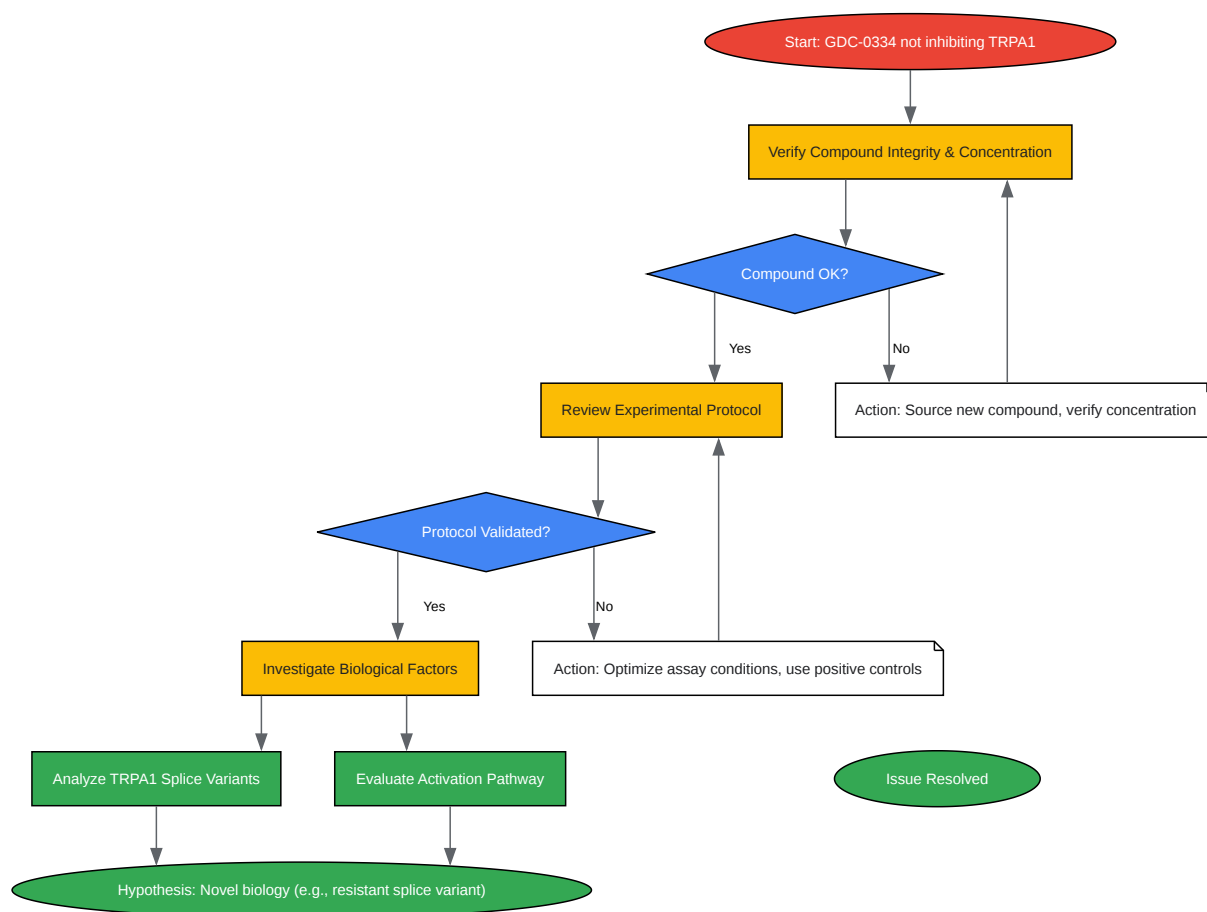 Start: GDC-0334 not inhibiting TRPA1
Verify Compound Integrity & Concentration
Compound OK?
Yes
No
Review Experimental Protocol
Action: Source new compound, verify concentration
Protocol Validated?
Yes
No
Investigate Biological Factors
Action: Optimize assay conditions, use positive controls
Analyze TRPA1 Splice Variants
Evaluate Activation Pathway
Issue Resolved
Hypothesis: Novel biology (e.g., resistant splice variant)